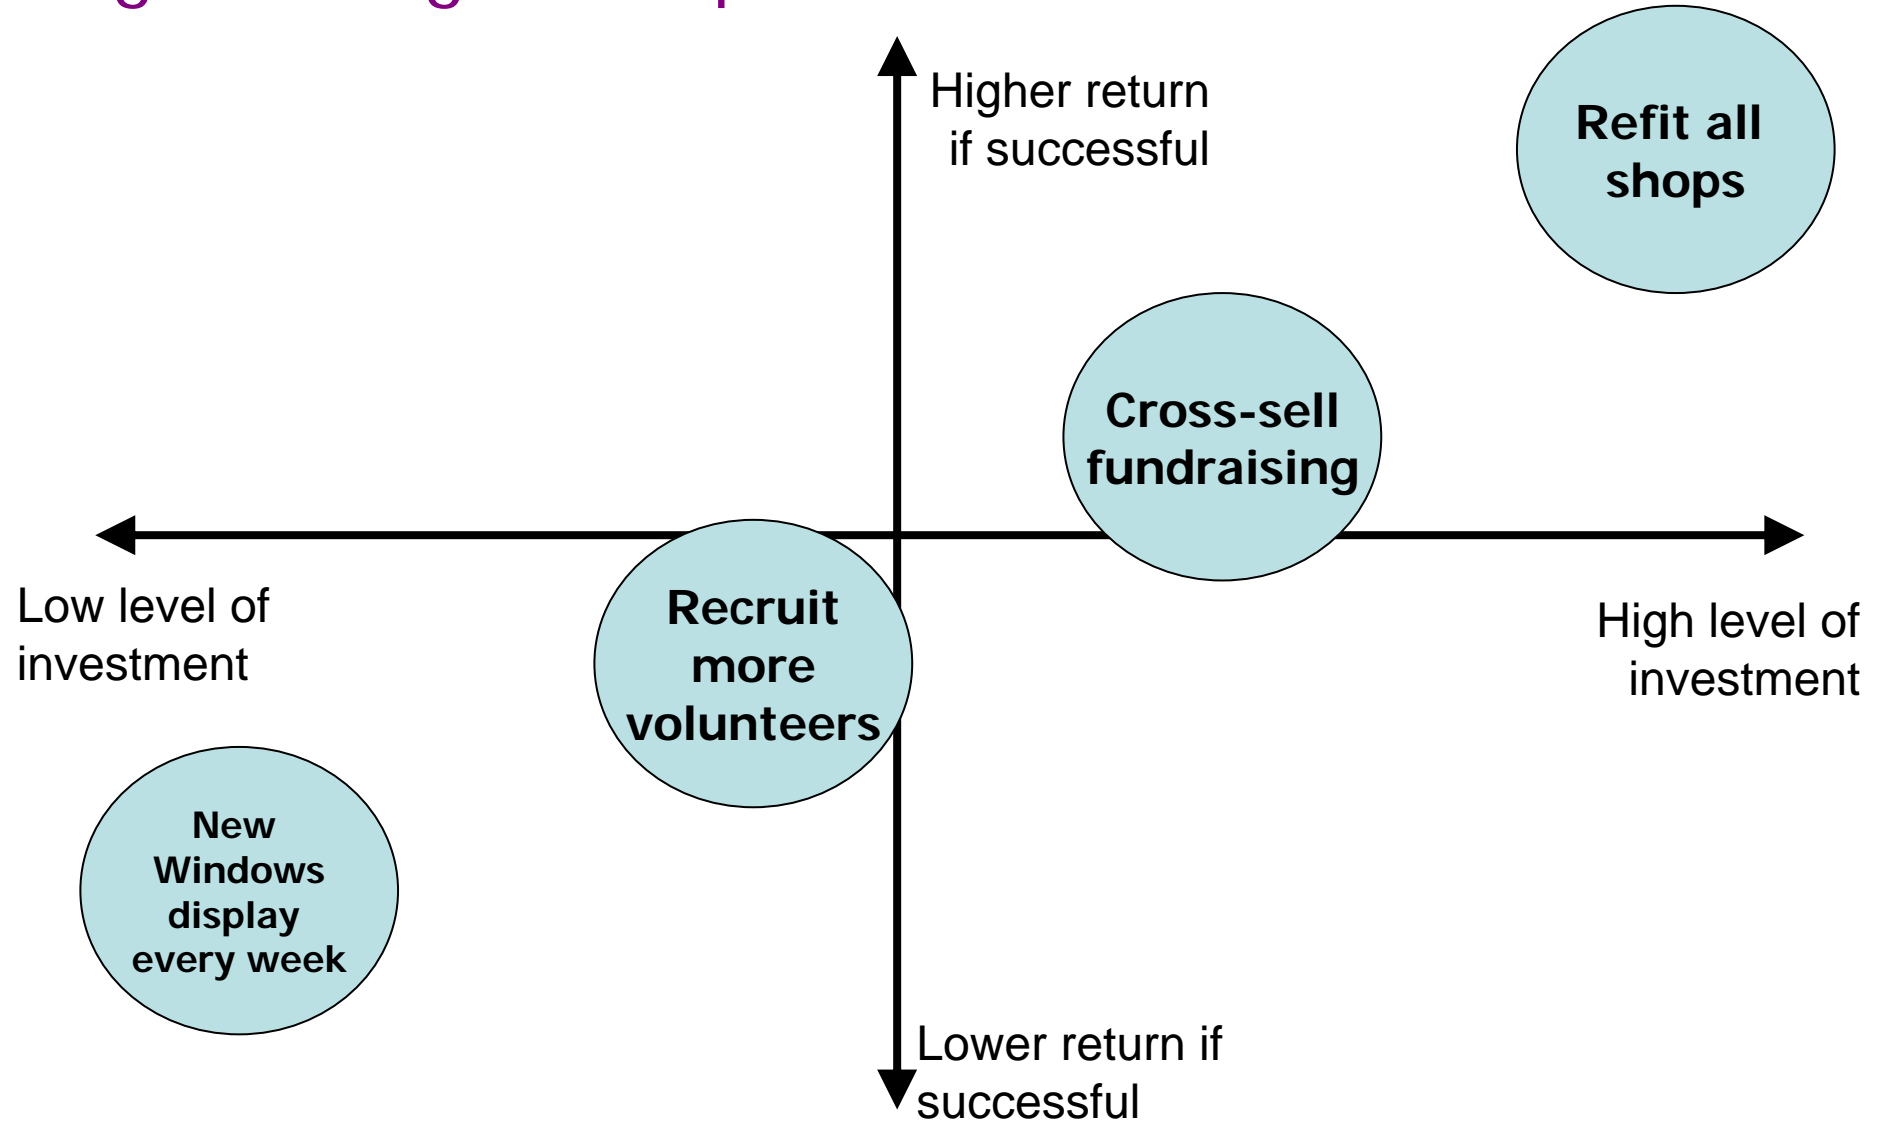 Higher return
if successful
Refit all
shops
Cross-sell
fundraising
Low level of
investment
Recruit
more
volunteers
High level of
investment
New
Windows
display
every week
Lower return if
successful